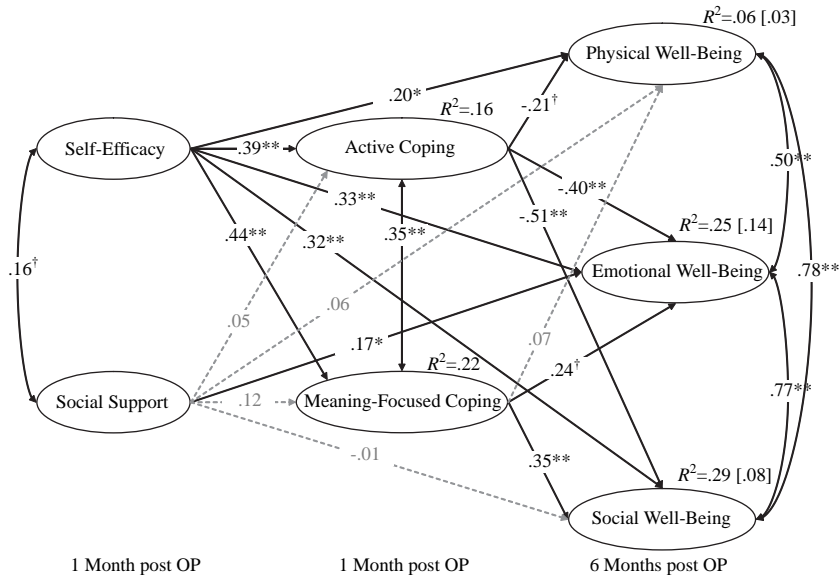 R²=.06 [.03]
Physical Well-Being
.20*
R²=.16
-.21†
Self-Efficacy
.39**
Active Coping
.50**
-.40**
.33**
-.51**
R²=.25 [.14]
.44**
.32**
.35**
.16†
Emotional Well-Being
.78**
.05
.06
.07
.17*
R²=.22
.24†
.77**
Social Support
.12
Meaning-Focused Coping
-.01
.35**
R²=.29 [.08]
Social Well-Being
1 Month post OP
1 Month post OP
6 Months post OP